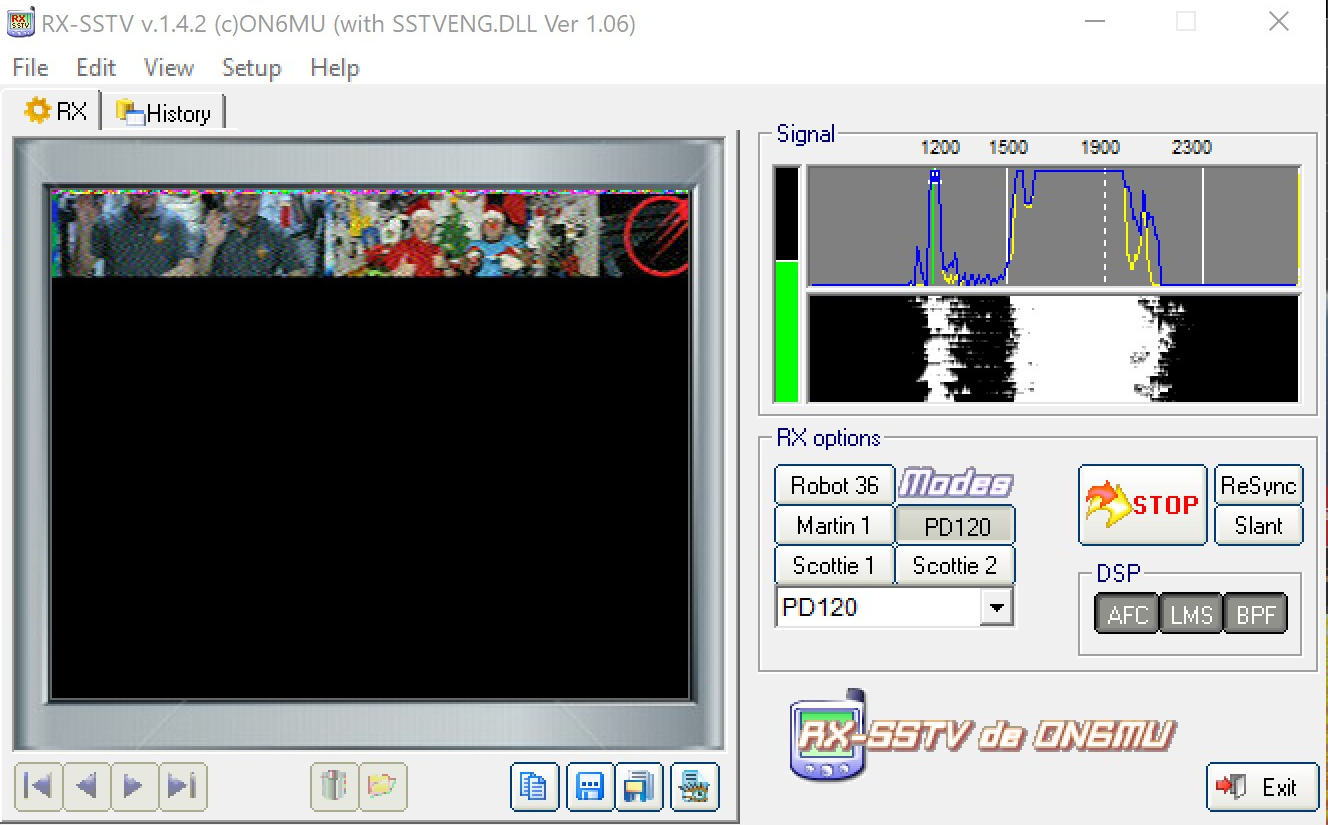 RX-SSTV v.1.4.2 (c)ON6MU (with SSTVENG.DLL Ver 1.06)
File Edit View Setup Help
RX History
Signal
1200 1500 1900 2300
RX options
Robot 36 Modes
Martin 1 PD120
Scottie 1 Scottie 2
PD120
STOP
ReSync
Slant
DSP
AFC LMS BPF
RX-SSTV de ON6MU
Exit